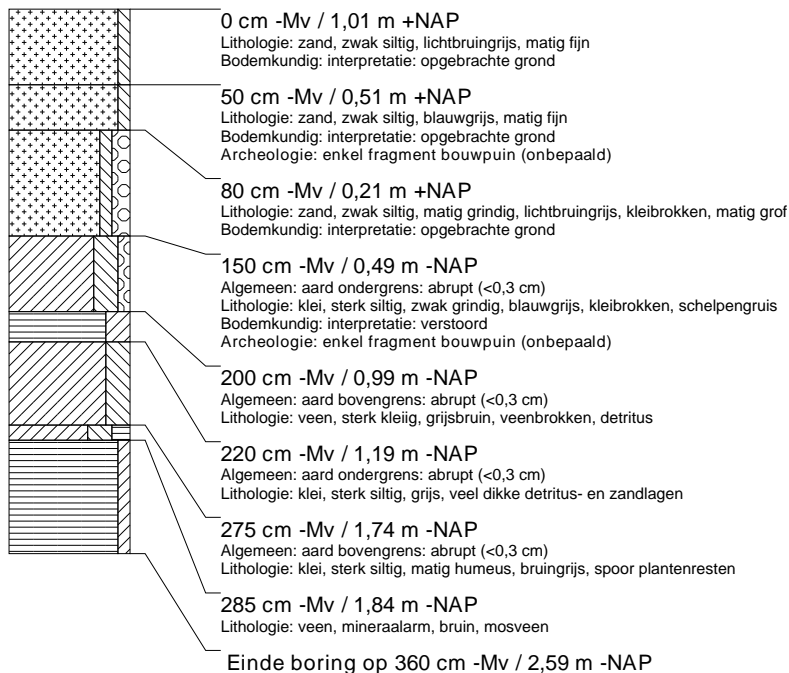 0 cm -Mv / 1,01 m +NAP
Lithologie: zand, zwak siltig, lichtbruingrijs, matig fijn
Bodemkundig: interpretatie: opgebrachte grond
50 cm -Mv / 0,51 m +NAP
Lithologie: zand, zwak siltig, blauwgrijs, matig fijn
Bodemkundig: interpretatie: opgebrachte grond
Archeologie: enkel fragment bouwpuin (onbepaald)
80 cm -Mv / 0,21 m +NAP
Lithologie: zand, zwak siltig, matig grindig, lichtbruingrijs, kleibrokken, matig grof
Bodemkundig: interpretatie: opgebrachte grond
150 cm -Mv / 0,49 m -NAP
Algemeen: aard ondergrens: abrupt (<0,3 cm)
Lithologie: klei, sterk siltig, zwak grindig, blauwgrijs, kleibrokken, schelpengruis
Bodemkundig: interpretatie: verstoord
Archeologie: enkel fragment bouwpuin (onbepaald)
200 cm -Mv / 0,99 m -NAP
Algemeen: aard bovengrens: abrupt (<0,3 cm)
Lithologie: veen, sterk kleiig, grijsbruin, veenbrokken, detritus
220 cm -Mv / 1,19 m -NAP
Algemeen: aard ondergrens: abrupt (<0,3 cm)
Lithologie: klei, sterk siltig, grijs, veel dikke detritus- en zandlagen
275 cm -Mv / 1,74 m -NAP
Algemeen: aard bovengrens: abrupt (<0,3 cm)
Lithologie: klei, sterk siltig, matig humeus, bruingrijs, spoor plantenresten
285 cm -Mv / 1,84 m -NAP
Lithologie: veen, mineraalarm, bruin, mosveen
Einde boring op 360 cm -Mv / 2,59 m -NAP